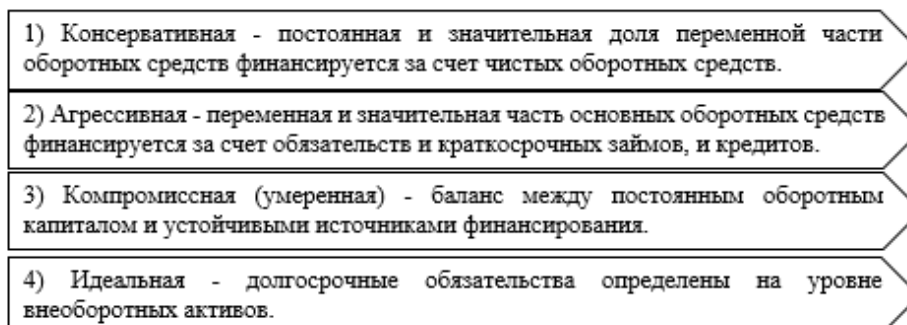 1) Консервативная - постоянная и значительная доля переменной части
оборотных средств финансируется за счет чистых оборотных средств.
2) Агрессивная - переменная и значительная часть основных оборотных средств
финансируется за счет обязательств и краткосрочных займов, и кредитов.
3) Компромиссная (умеренная) - баланс между постоянным оборотным
капиталом и устойчивыми источниками финансирования.
4) Идеальная - долгосрочные обязательства определены на уровне
внеоборотных активов.